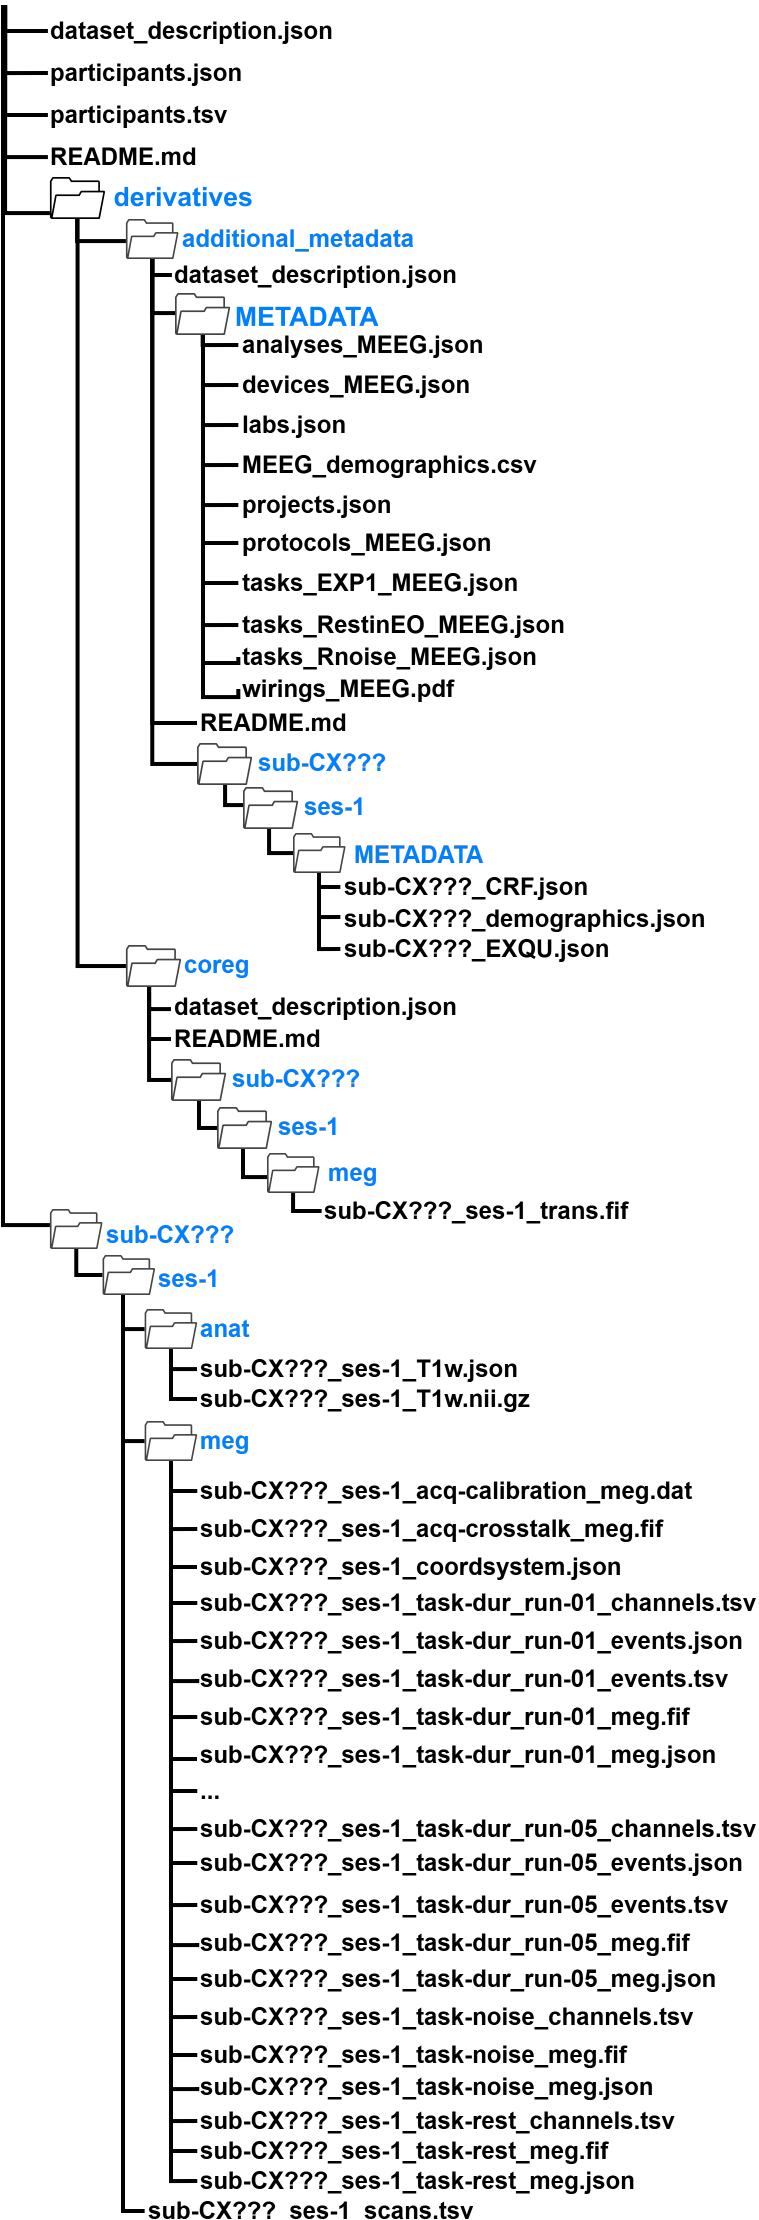 dataset_description.json
participants.json
participants.tsv
README.md
derivatives
additional_metadata
dataset_description.json
METADATA
analyses_MEEG.json
devices_MEEG.json
labs.json
MEEG_demographics.csv
projects.json
protocols_MEEG.json
tasks_EXP1_MEEG.json
tasks_RestinEO_MEEG.json
tasks_Rnoise_MEEG.json
wirings_MEEG.pdf
README.md
sub-CX???
ses-1
METADATA
sub-CX???_CRF.json
sub-CX???_demographics.json
sub-CX???_EXQU.json
coreg
dataset_description.json
README.md
sub-CX???
ses-1
meg
sub-CX???_ses-1_trans.fif
sub-CX???
ses-1
anat
sub-CX???_ses-1_T1w.json
sub-CX???_ses-1_T1w.nii.gz
meg
sub-CX???_ses-1_acq-calibration_meg.dat
sub-CX???_ses-1_acq-crosstalk_meg.fif
sub-CX???_ses-1_coordsystem.json
sub-CX???_ses-1_task-dur_run-01_channels.tsv
sub-CX???_ses-1_task-dur_run-01_events.json
sub-CX???_ses-1_task-dur_run-01_events.tsv
sub-CX???_ses-1_task-dur_run-01_meg.fif
sub-CX???_ses-1_task-dur_run-01_meg.json
...
sub-CX???_ses-1_task-dur_run-05_channels.tsv
sub-CX???_ses-1_task-dur_run-05_events.json
sub-CX???_ses-1_task-dur_run-05_events.tsv
sub-CX???_ses-1_task-dur_run-05_meg.fif
sub-CX???_ses-1_task-dur_run-05_meg.json
sub-CX???_ses-1_task-noise_channels.tsv
sub-CX???_ses-1_task-noise_meg.fif
sub-CX???_ses-1_task-noise_meg.json
sub-CX???_ses-1_task-rest_channels.tsv
sub-CX???_ses-1_task-rest_meg.fif
sub-CX???_ses-1_task-rest_meg.json
sub-CX???_ses-1_scans.tsv